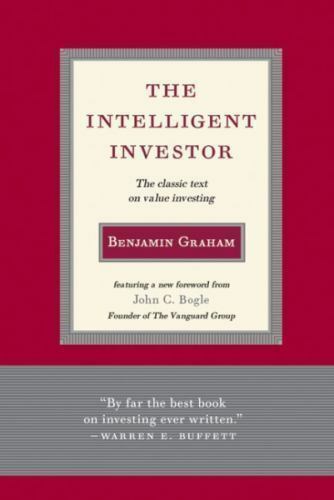 THE
INTELLIGENT
INVESTOR
The classic text
on value investing
BENJAMIN GRAHAM
featuring a new foreword from
John C. Bogle
Founder of The Vanguard Group
“By far the best book
on investing ever written.”
—WARREN E. BUFFETT